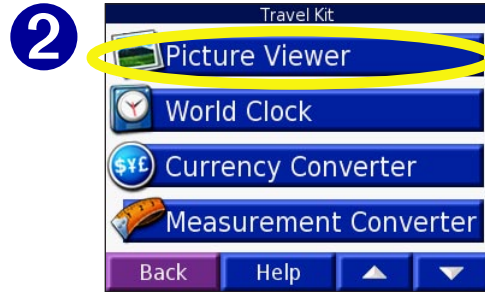 2
Travel Kit
Picture Viewer
World Clock
$¥£
Currency Converter
Measurement Converter
Back Help